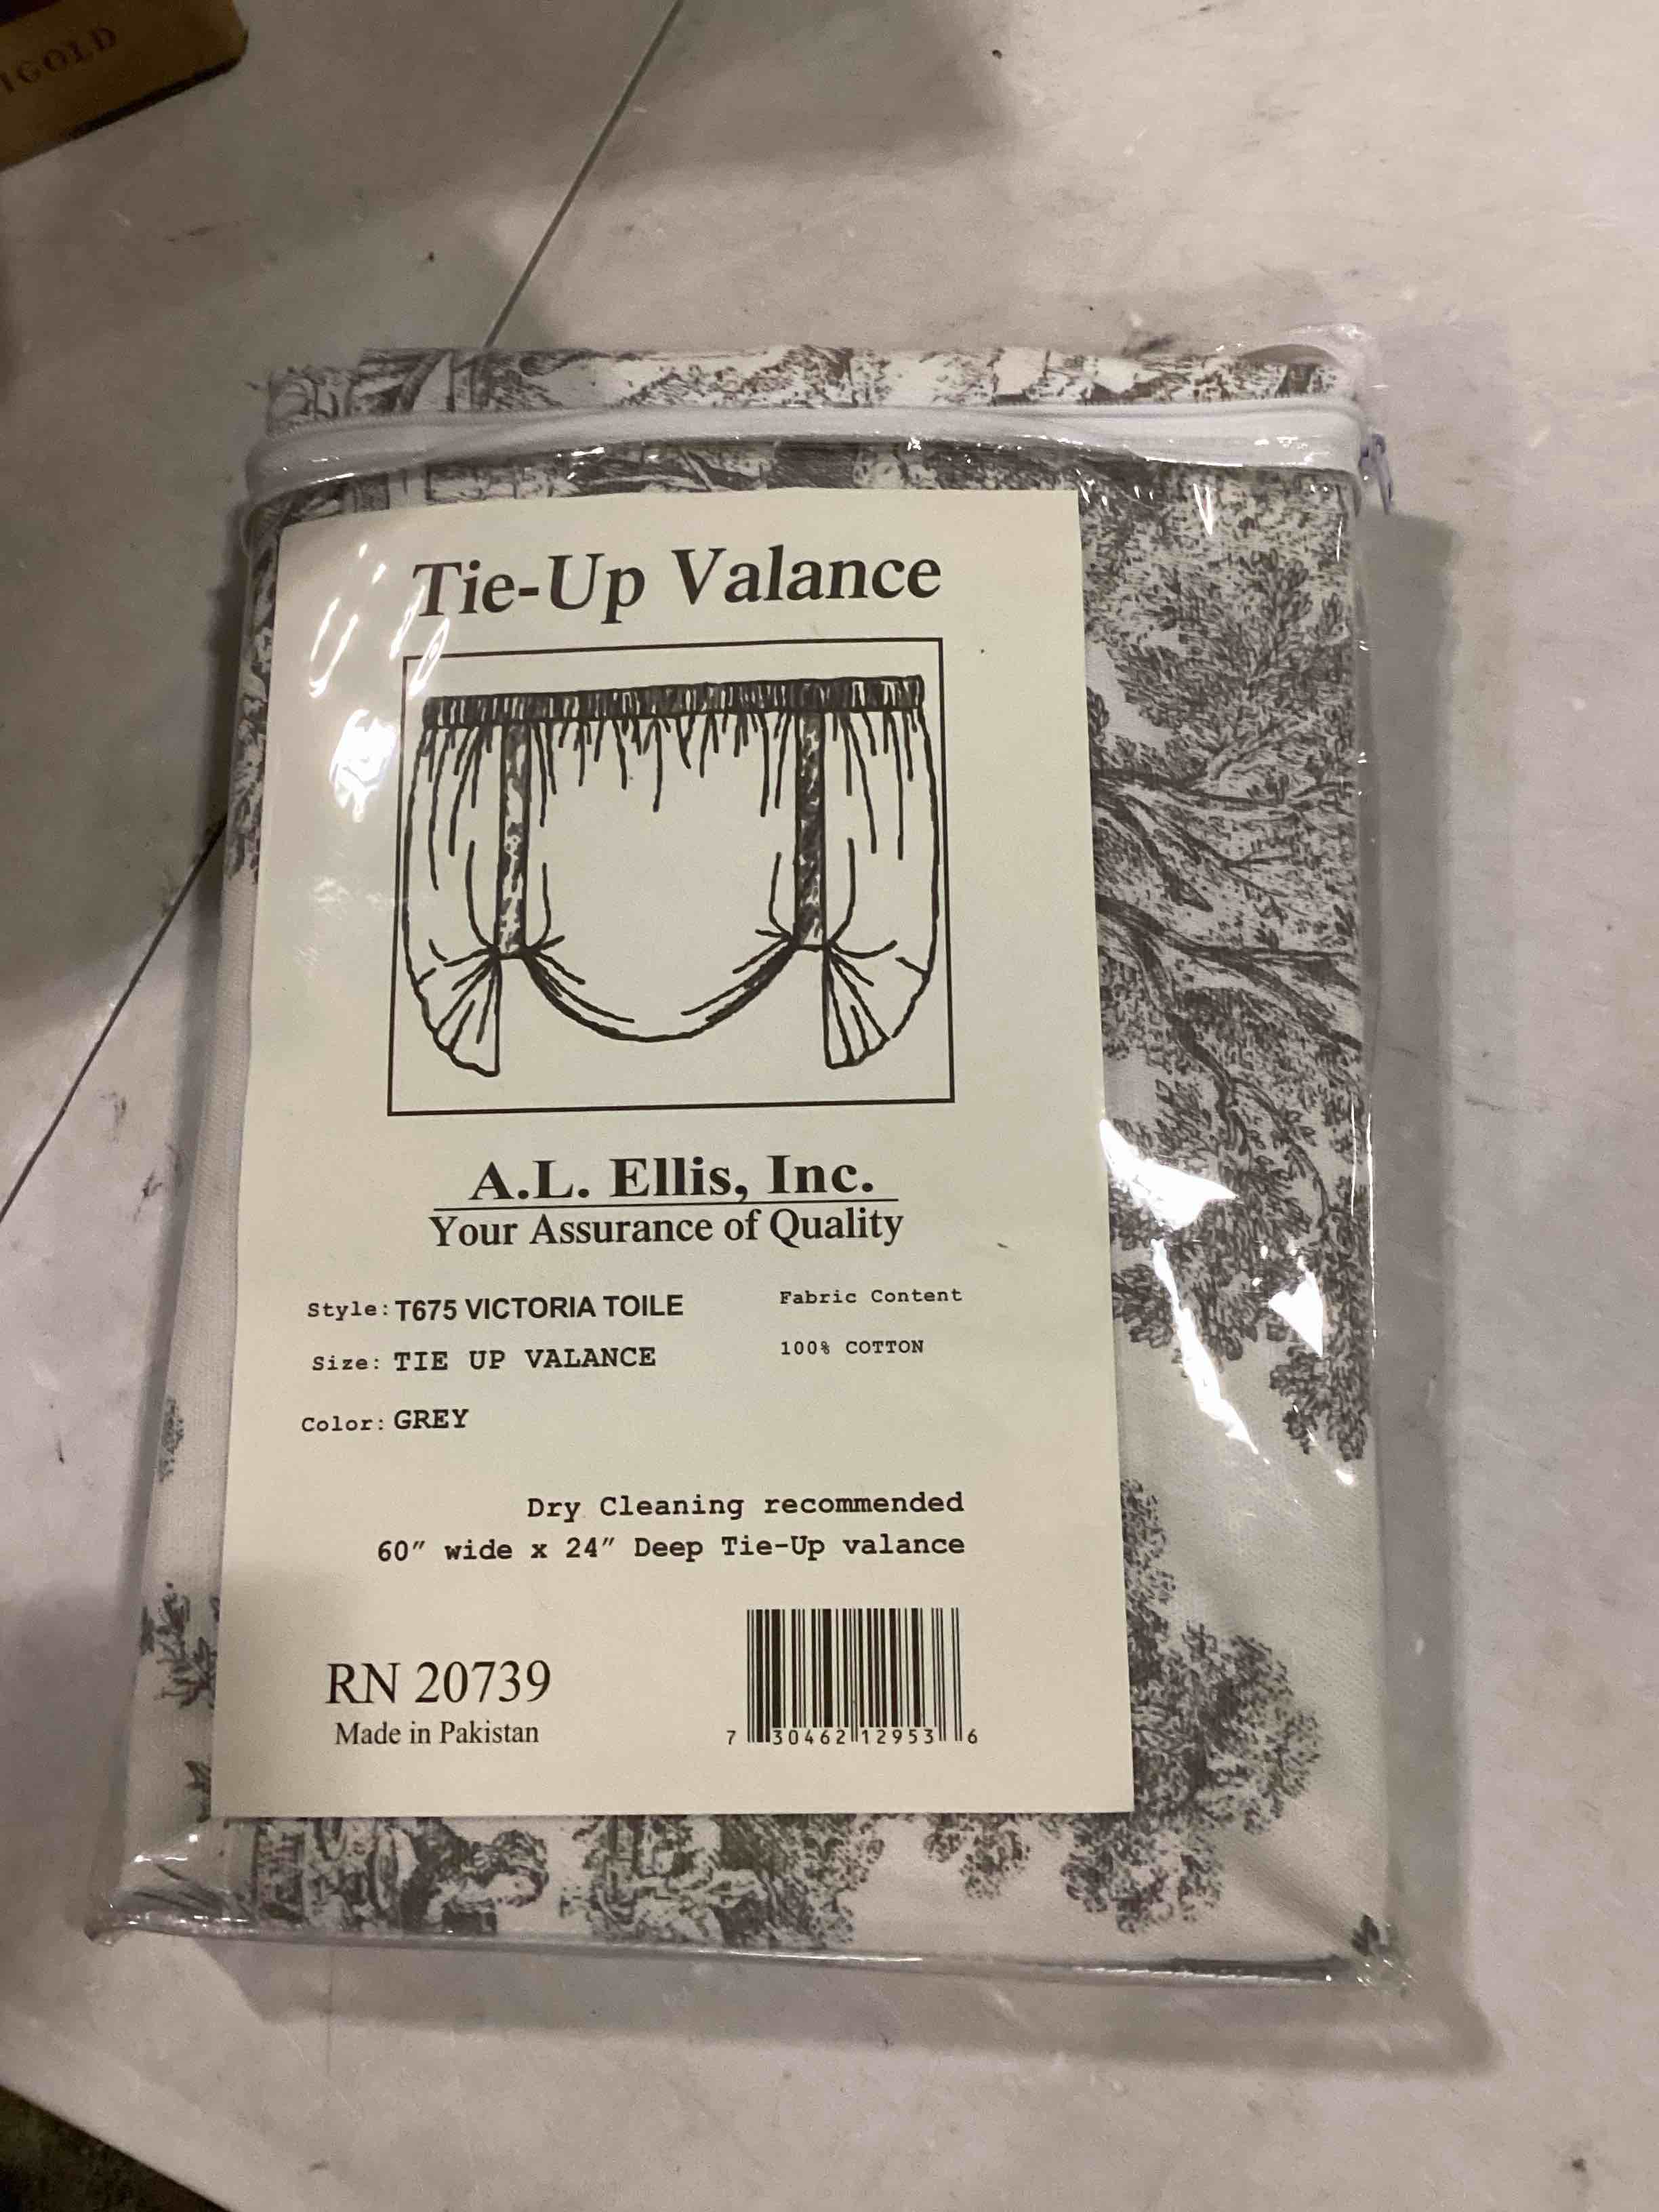 IGOLD
Tie-Up Valance
A.L. Ellis, Inc.
Your Assurance of Quality
Style: T675 VICTORIA TOILE
Fabric Content
Size: TIE UP VALANCE
100% COTTON
Color: GREY
Dry Cleaning recommended
60" wide x 24" Deep Tie-Up valance
RN 20739
Made in Pakistan
7 30462 12953 6